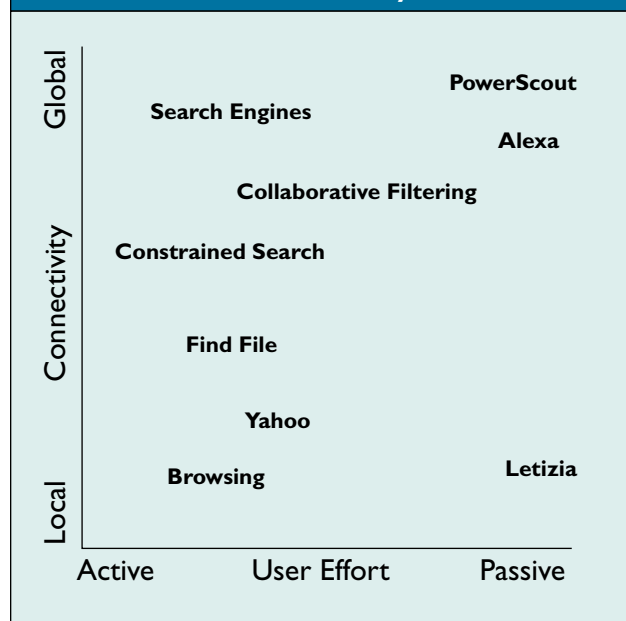 Global
PowerScout
Search Engines
Alexa
Collaborative Filtering
Connectivity
Constrained Search
Find File
Yahoo
Letizia
Browsing
Local
Active
User Effort
Passive